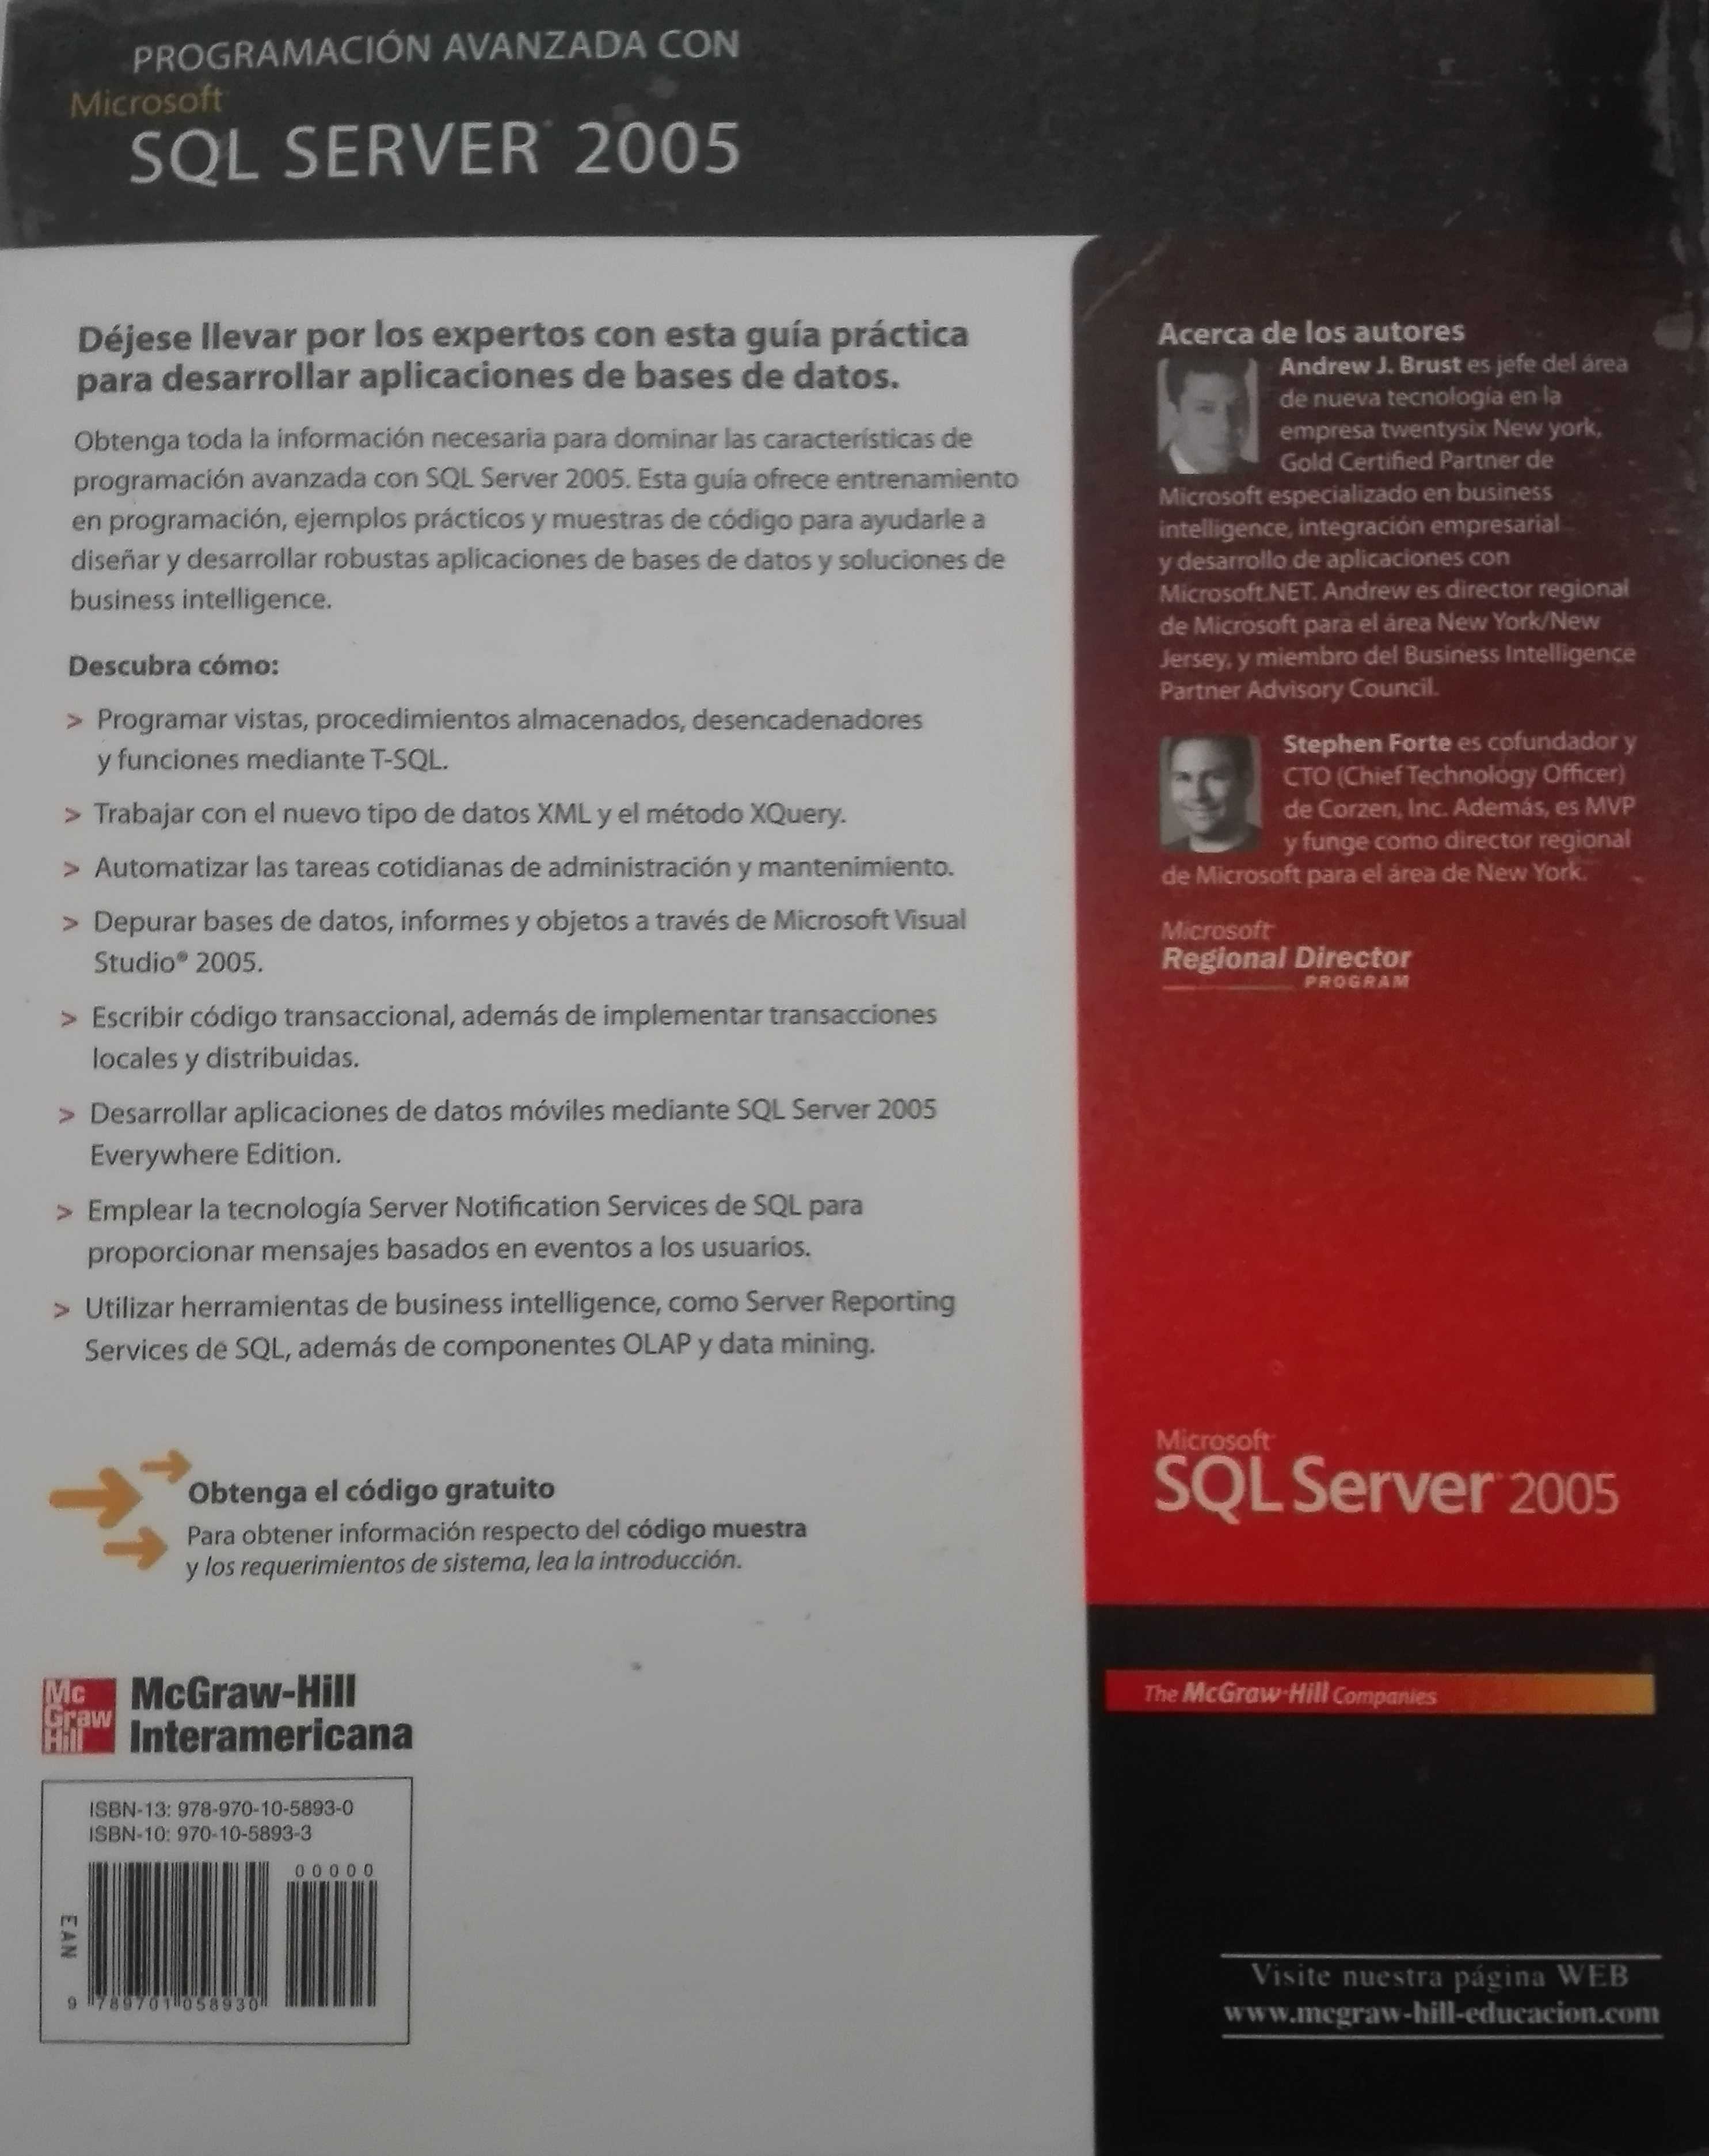 PROGRAMACIÓN AVANZADA CON
Microsoft
SQL SERVER 2005
Déjese llevar por los expertos con esta guía práctica
para desarrollar aplicaciones de bases de datos.
Obtenga toda la información necesaria para dominar las características de
programación avanzada con SQL Server 2005. Esta guía ofrece entrenamiento
en programación, ejemplos prácticos y muestras de código para ayudarle a
diseñar y desarrollar robustas aplicaciones de bases de datos y soluciones de
business intelligence.
Descubra cómo:
> Programar vistas, procedimientos almacenados, desencadenadores
y funciones mediante T-SQL.
> Trabajar con el nuevo tipo de datos XML y el método XQuery.
> Automatizar las tareas cotidianas de administración y mantenimiento.
> Depurar bases de datos, informes y objetos a través de Microsoft Visual
Studio® 2005.
> Escribir código transaccional, además de implementar transacciones
locales y distribuidas.
> Desarrollar aplicaciones de datos móviles mediante SQL Server 2005
Everywhere Edition.
> Emplear la tecnología Server Notification Services de SQL para
proporcionar mensajes basados en eventos a los usuarios.
> Utilizar herramientas de business intelligence, como Server Reporting
Services de SQL, además de componentes OLAP y data mining.
Obtenga el código gratuito
Para obtener información respecto del código muestra
y los requerimientos de sistema, lea la introducción.
Mc
Graw
Hill
McGraw-Hill
Interamericana
ISBN-13: 978-970-10-5893-0
ISBN-10: 970-10-5893-3
00000
EAN
9 789701 058930
Acerca de los autores
Andrew J. Brust es jefe del área
de nueva tecnología en la
empresa twentysix New york,
Gold Certified Partner de
Microsoft especializado en business
intelligence, integración empresarial
y desarrollo de aplicaciones con
Microsoft.NET. Andrew es director regional
de Microsoft para el área New York/New
Jersey, y miembro del Business Intelligence
Partner Advisory Council.
Stephen Forte es cofundador y
CTO (Chief Technology Officer)
de Corzen, Inc. Además, es MVP
y funge como director regional
de Microsoft para el área de New York.
Microsoft
Regional Director
PROGRAM
Microsoft
SQL Server 2005
The McGraw-Hill Companies
Visite nuestra página WEB
www.mcgraw-hill-educacion.com